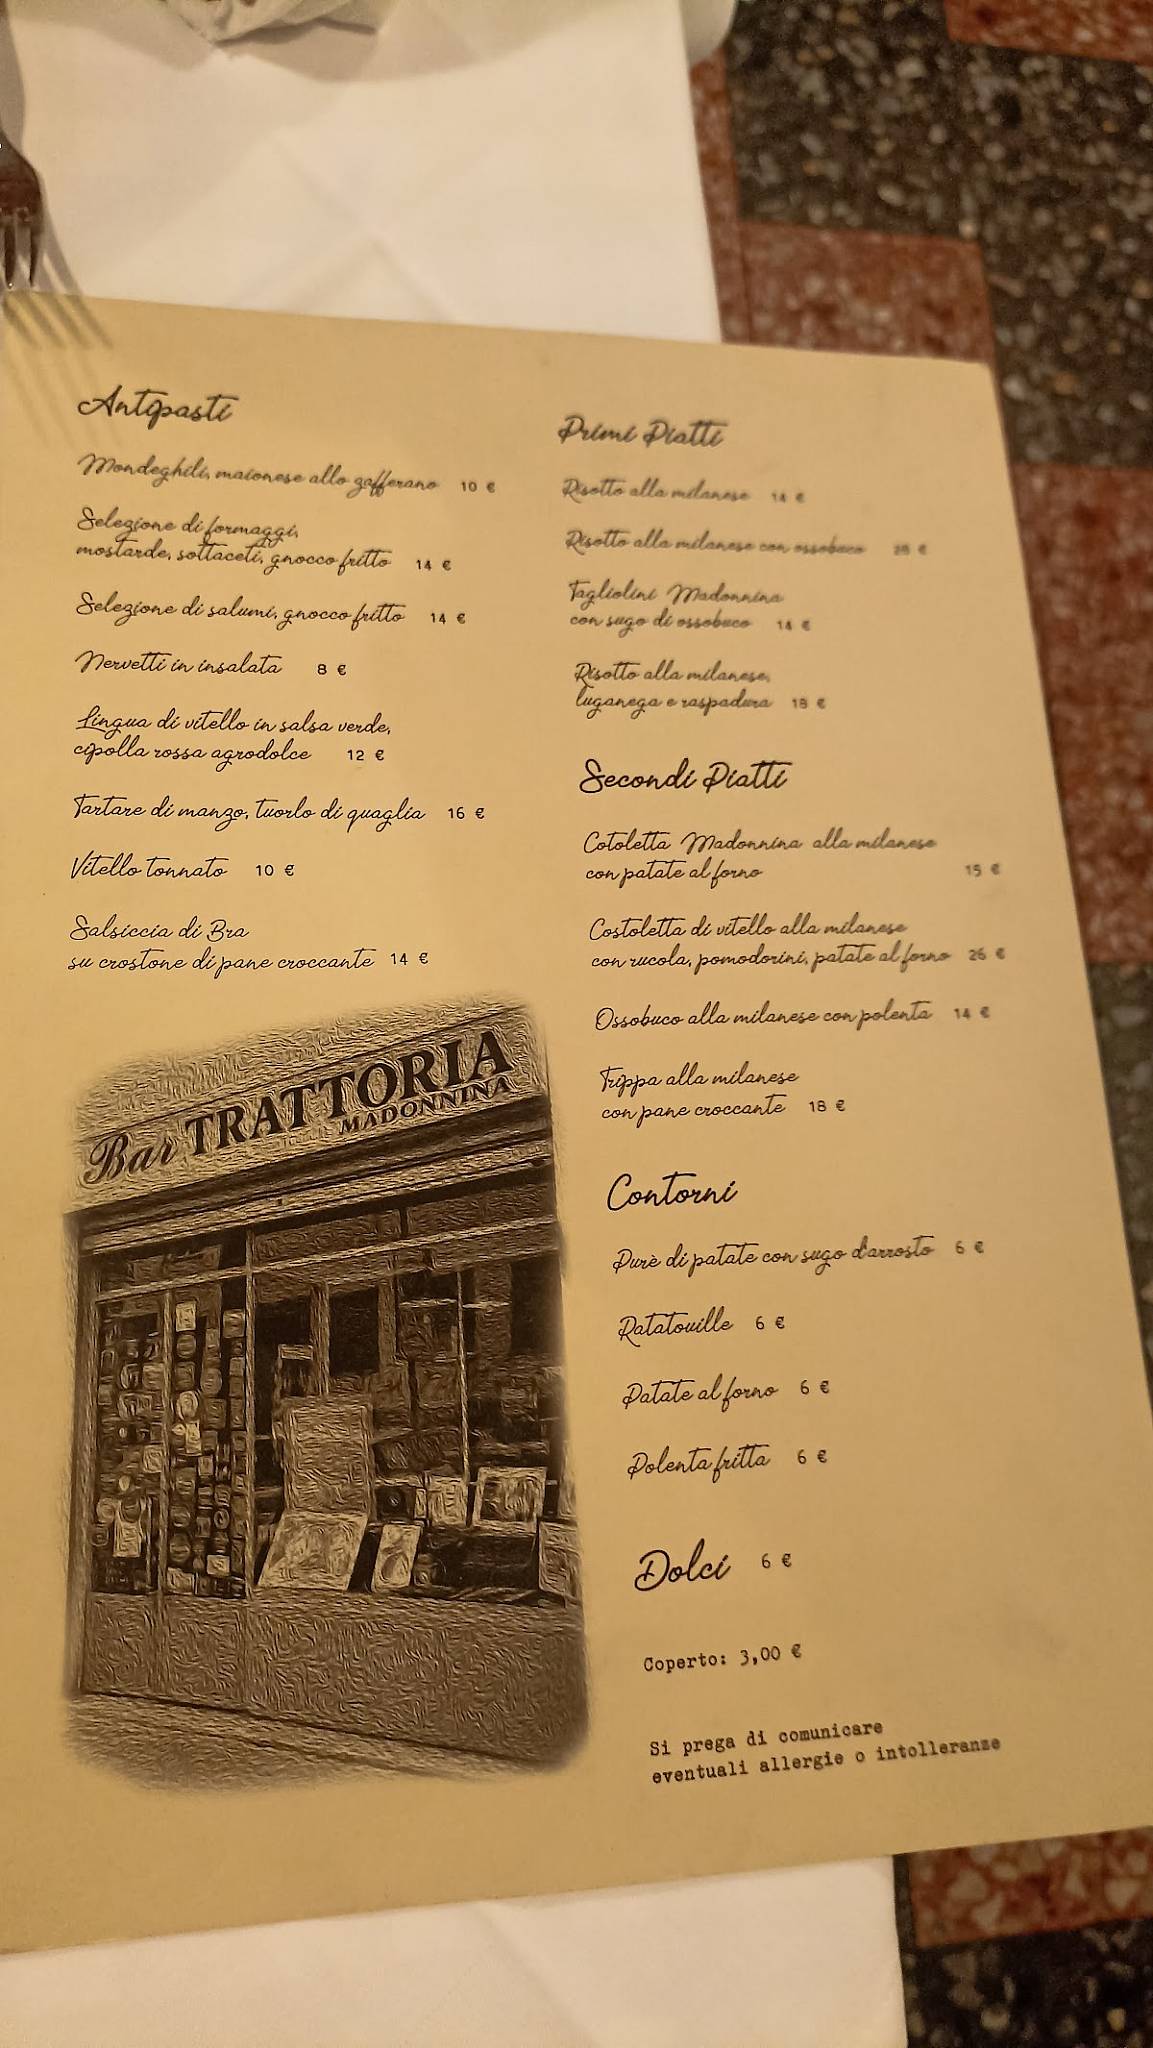 Antipasti
Mondeghili, maionese allo zafferano 10 €
Selezione di formaggi,
mostarde, sottaceti, gnocco fritto 14 €
Selezione di salumi, gnocco fritto 14 €
Nervetti in insalata 8 €
Lingua di vitello in salsa verde,
cipolla rossa agrodolce 12 €
Tartare di manzo, tuorlo di quaglia 16 €
Vitello tonnato 10 €
Salsiccia di Bra
su crostone di pane croccante 14 €
Bar TRATTORIA
MADONNINA
Primi Piatti
Risotto alla milanese 14 €
Risotto alla milanese con ossobuco €
Tagliolini Madonnina
con sugo di ossobuco 14 €
Risotto alla milanese,
luganega e raspadura 18 €
Secondi Piatti
Cotoletta Madonnina alla milanese
con patate al forno 15 €
Costoletta di vitello alla milanese
con rucola, pomodorini, patate al forno 26 €
Ossobuco alla milanese con polenta 14 €
Trippa alla milanese
con pane croccante 18 €
Contorni
Purè di patate con sugo d'arrosto 6 €
Ratatouille 6 €
Patate al forno 6 €
Polenta fritta 6 €
Dolci 6 €
Coperto: 3,00 €
Si prega di comunicare
eventuali allergie o intolleranze